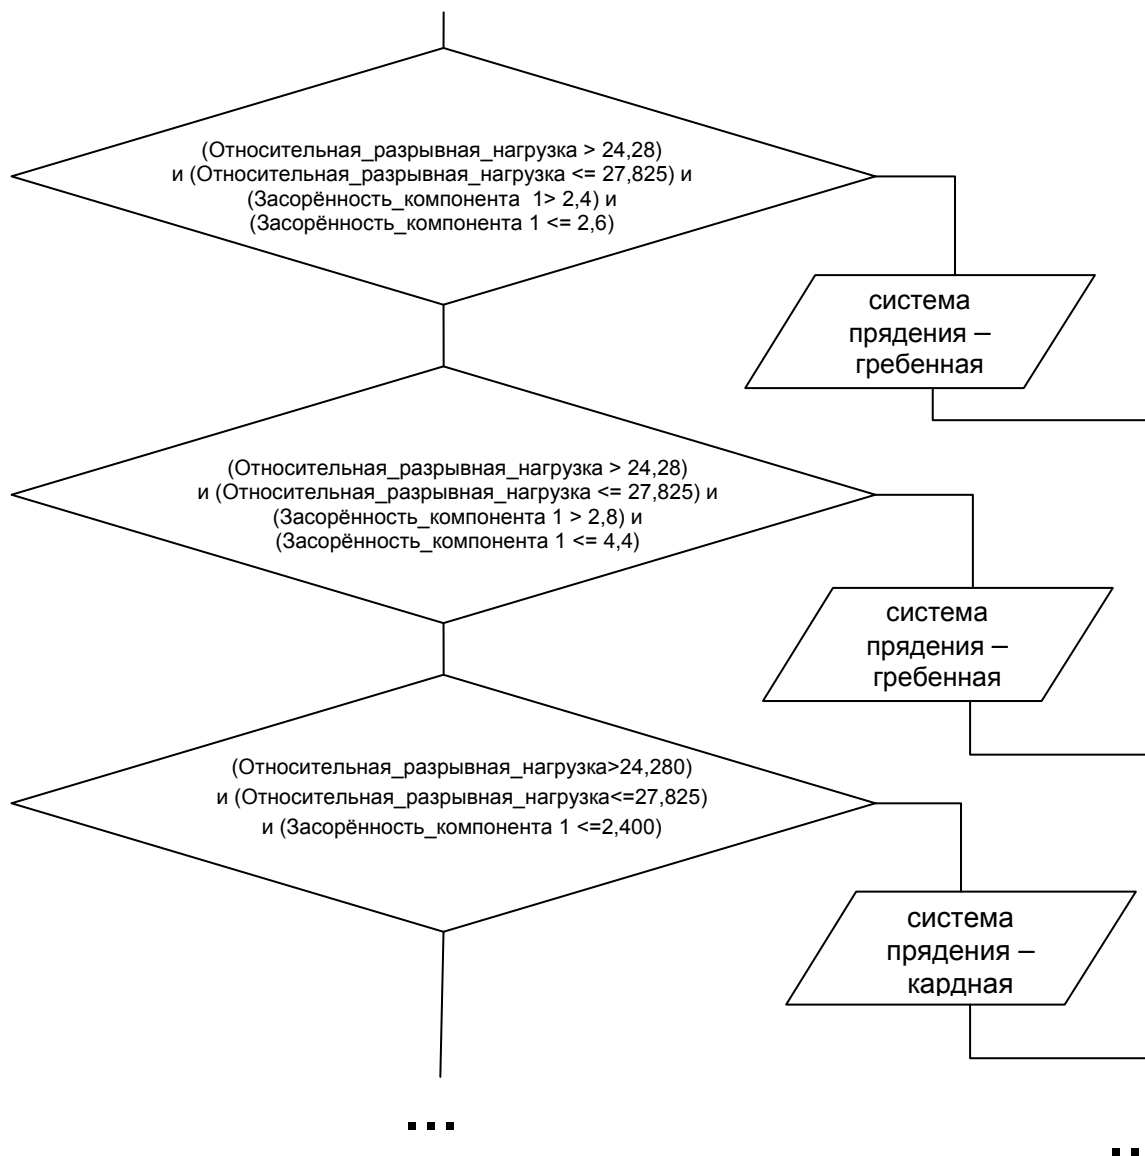 (Относительная_разрывная_нагрузка > 24,28)
и (Относительная_разрывная_нагрузка <= 27,825) и
(Засорённость_компонента 1> 2,4) и
(Засорённость_компонента 1 <= 2,6)
система
прядения –
гребенная
(Относительная_разрывная_нагрузка > 24,28)
и (Относительная_разрывная_нагрузка <= 27,825) и
(Засорённость_компонента 1 > 2,8) и
(Засорённость_компонента 1 <= 4,4)
система
прядения –
гребенная
(Относительная_разрывная_нагрузка>24,280)
и (Относительная_разрывная_нагрузка<=27,825)
и (Засорённость_компонента 1 <=2,400)
система
прядения –
кардная
...
..